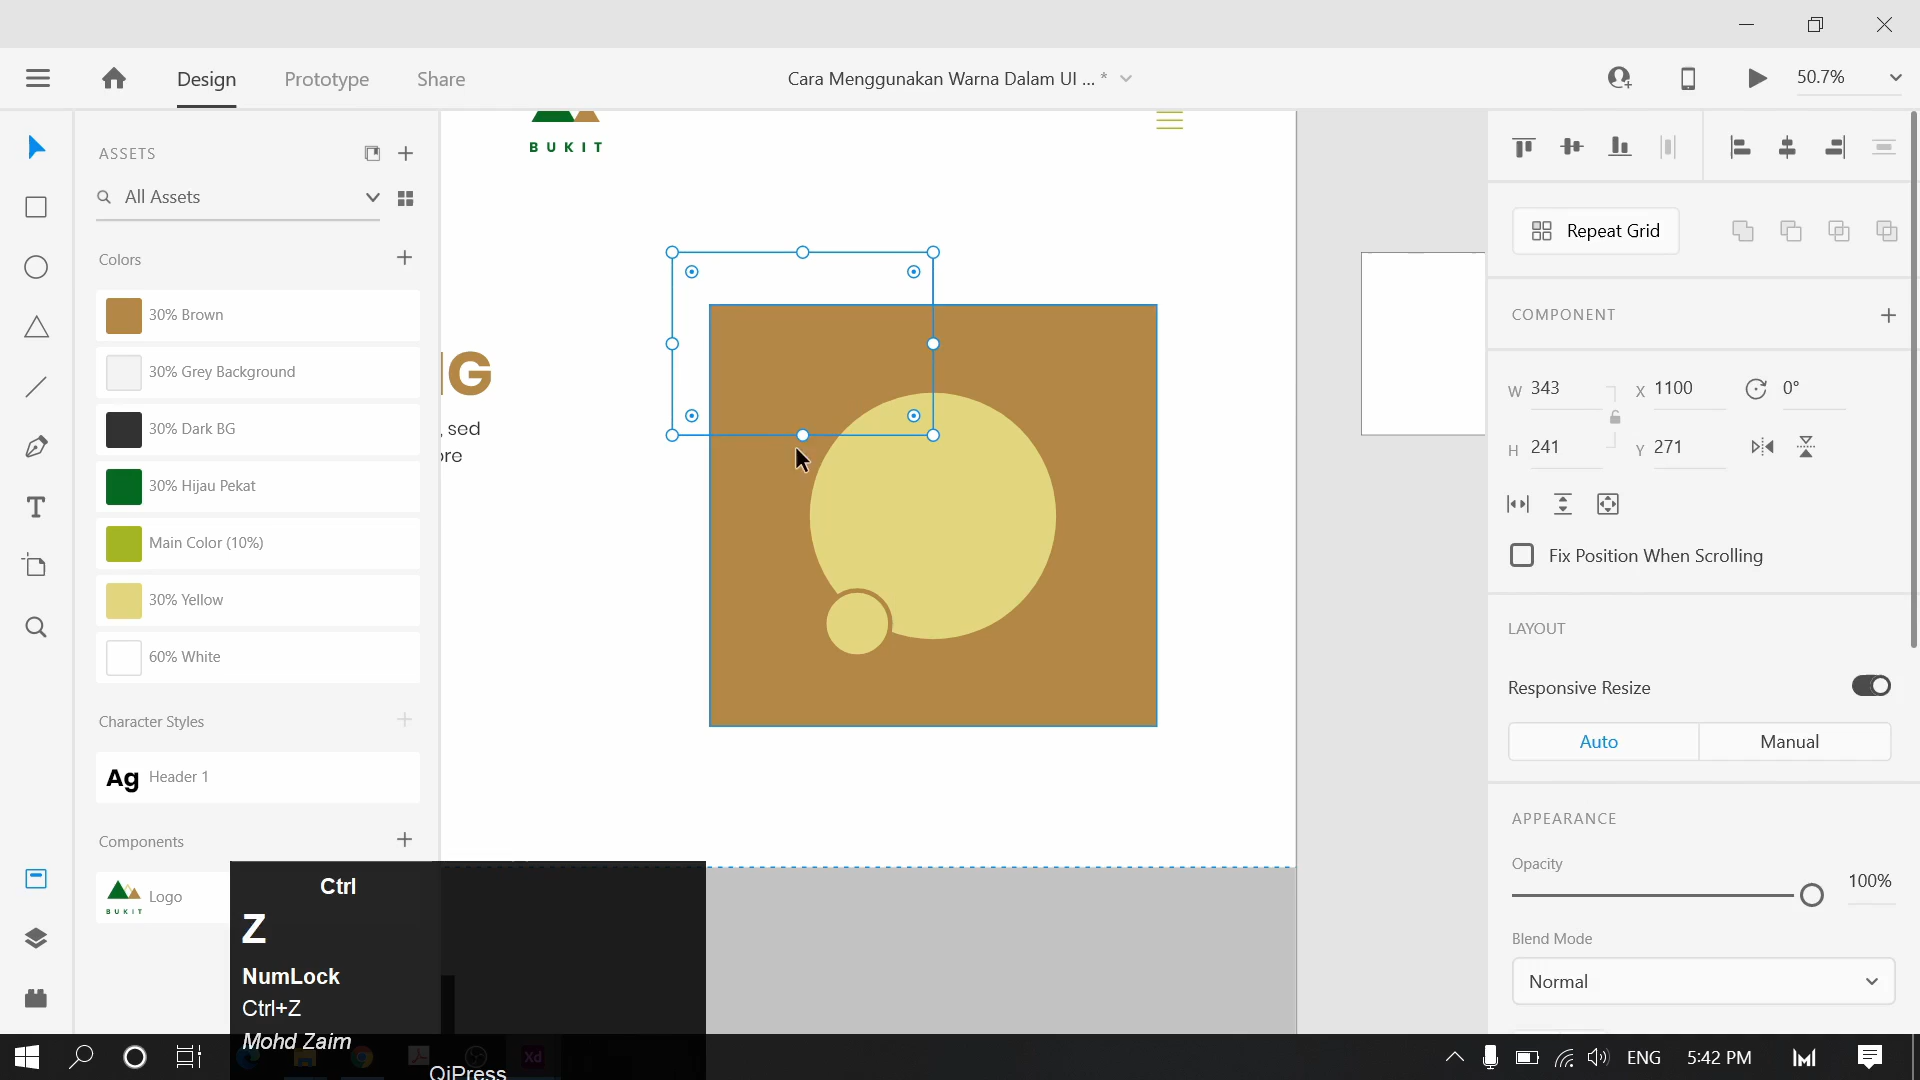 Design
Prototype
Share
Cara Menggunakan Warna Dalam UI ... *
50.7%
ASSETS
All Assets
Colors
30% Brown
30% Grey Background
30% Dark BG
30% Hijau Pekat
Main Color (10%)
30% Yellow
60% White
Character Styles
Ag Header 1
Components
BUKIT
Logo
BUKIT
G
, sed
ore
Repeat Grid
COMPONENT
W 343
X 1100
0°
H 241
Y 271
Fix Position When Scrolling
LAYOUT
Responsive Resize
Auto
Manual
APPEARANCE
Opacity
100%
Blend Mode
Normal
Ctrl
Z
NumLock
Ctrl+Z
Mohd Zaim
QiPress
Xd
ENG
5:42 PM